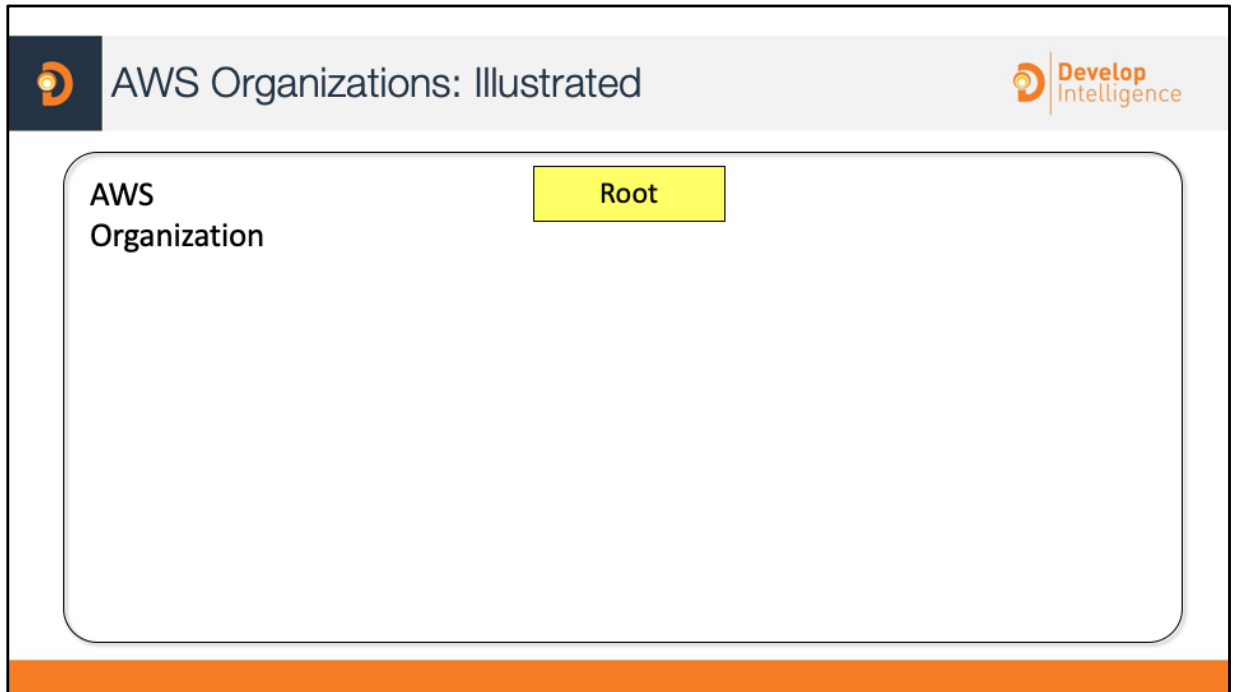 AWS Organizations: Illustrated
Develop
Intelligence
AWS
Organization
Root